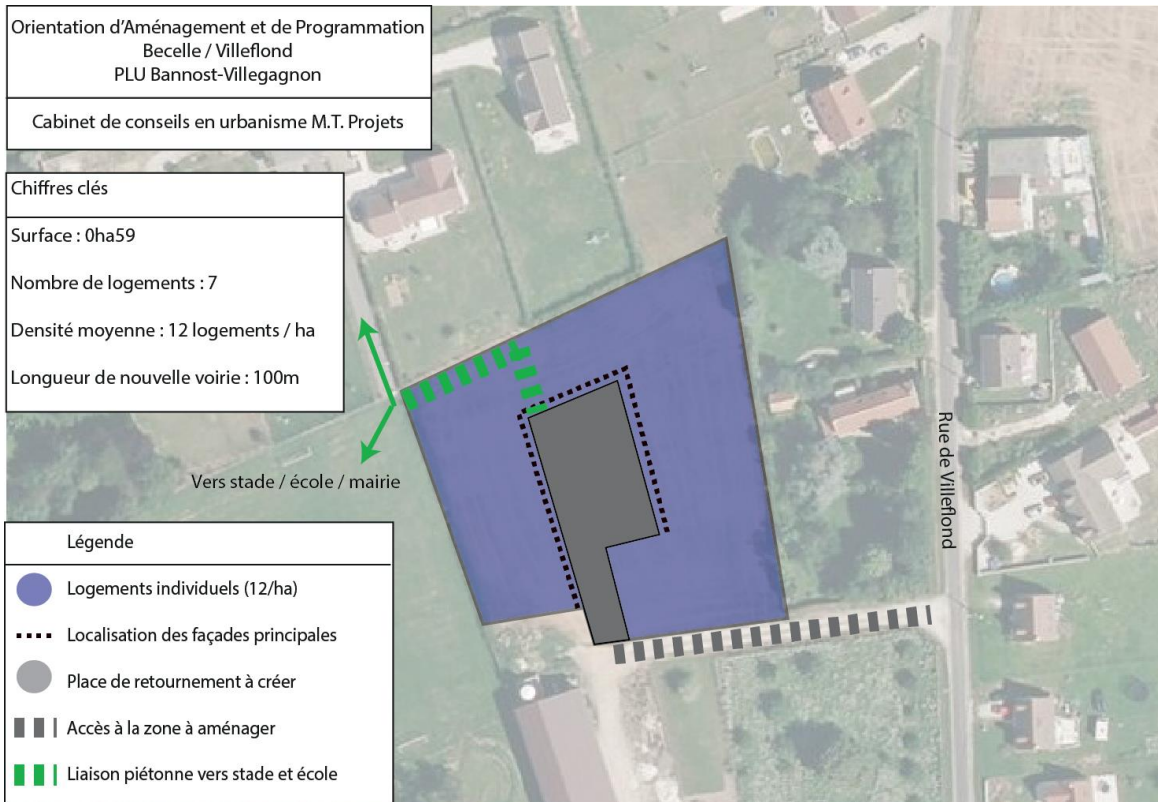 Orientation d'Aménagement et de Programmation
Becelle / Villeflond
PLU Bannost-Villegagnon
Cabinet de conseils en urbanisme M.T. Projets
Chiffres clés
Surface : 0ha59
Nombre de logements : 7
Densité moyenne : 12 logements / ha
Longueur de nouvelle voirie : 100m
Vers stade / école / mairie
Rue de Villeflond
Légende
Logements individuels (12/ha)
Localisation des façades principales
Place de retournement à créer
Accès à la zone à aménager
Liaison piétonne vers stade et école